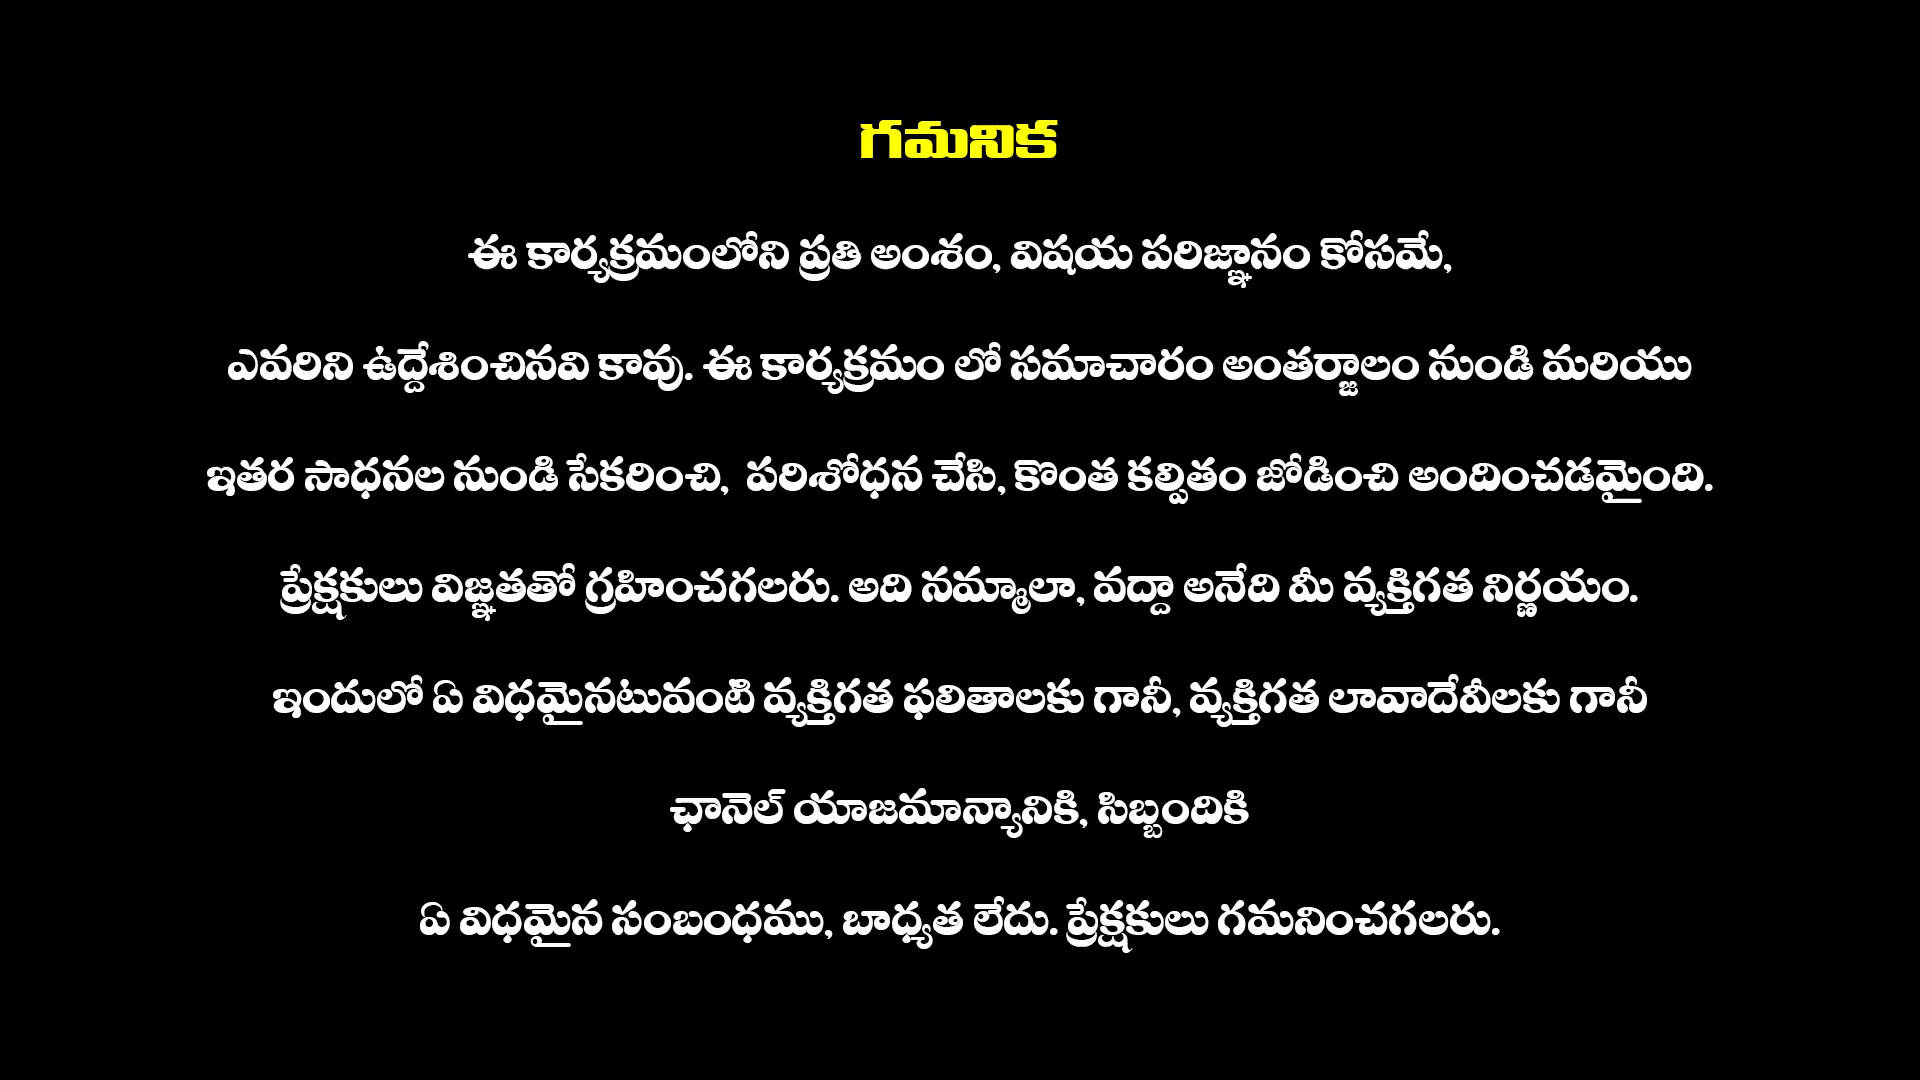 గమనిక
ఈ కార్యక్రమంలోని ప్రతి అంశం, విషయ పరిజ్ఞానం కోసమే,
ఎవరిని ఉద్దేశించినవి కావు. ఈ కార్యక్రమం లో సమాచారం అంతర్జాలం నుండి మరియు
ఇతర సాధనల నుండి సేకరించి,  పరిశోధన చేసి, కొంత కల్పితం జోడించి అందించడమైంది.
ప్రేక్షకులు విజ్ఞతతో గ్రహించగలరు. అది నమ్మాలా, వద్దా అనేది మీ వ్యక్తిగత నిర్ణయం.
ఇందులో ఏ విధమైనటువంటి వ్యక్తిగత ఫలితాలకు గానీ, వ్యక్తిగత లావాదేవీలకు గానీ
ఛానెల్ యాజమాన్యానికి, సిబ్బందికి
ఏ విధమైన సంబంధము, బాధ్యత లేదు. ప్రేక్షకులు గమనించగలరు.